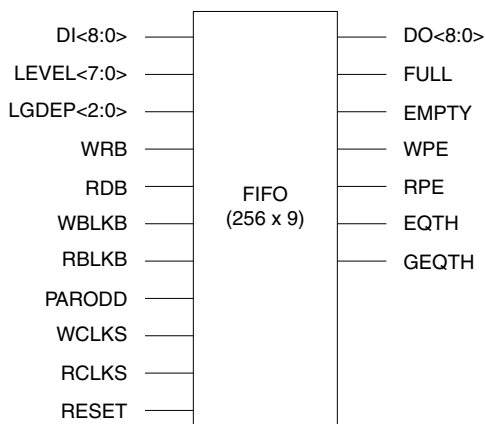 DI<8:0>
LEVEL<7:0>
LGDEP<2:0>
WRB
RDB
WBLKB
RBLKB
PARODD
WCLKS
RCLKS
RESET
FIFO
(256 x 9)
DO<8:0>
FULL
EMPTY
WPE
RPE
EQTH
GEQTH